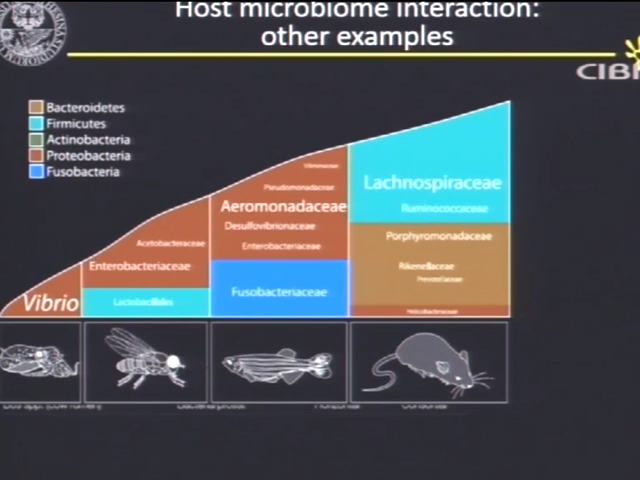 Host microbiome interaction:
other examples
CIBI
Bacteroidetes
Firmicutes
Actinobacteria
Proteobacteria
Fusobacteria
Vibrionaceae
Pseudomonadaceae
Aeromonadaceae
Desulfovibrionaceae
Enterobacteriaceae
Fusobacteriaceae
Acetobacteraceae
Enterobacteriaceae
Lactobacillales
Vibrio
Lachnospiraceae
Ruminococcaceae
Porphyromonadaceae
Rikenellaceae
Prevotellaceae
Helicobacteraceae